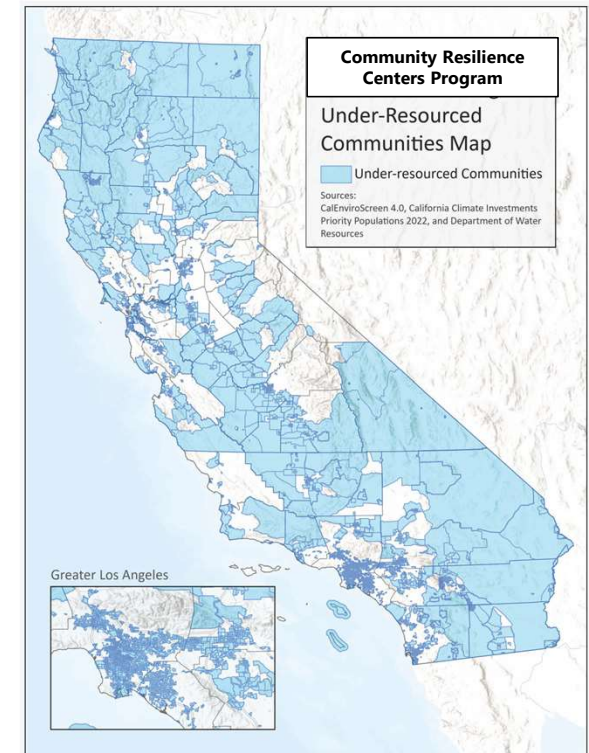 Community Resilience
Centers Program
Under-Resourced
Communities Map
Under-resourced Communities
Sources:
CalEnviroScreen 4.0, California Climate Investments
Priority Populations 2022, and Department of Water
Resources
Greater Los Angeles